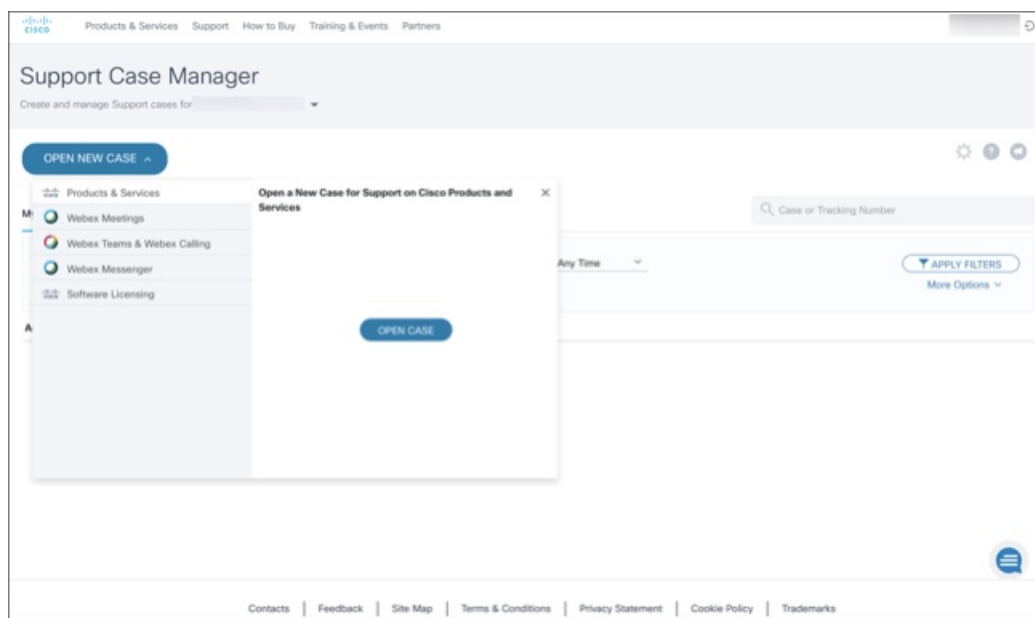 CISCO
Products & Services Support How to Buy Training & Events Partners
Support Case Manager
Create and manage Support cases for
OPEN NEW CASE
Products & Services
Webex Meetings
Webex Teams & Webex Calling
Webex Messenger
Software Licensing
Open a New Case for Support on Cisco Products and
Services
OPEN CASE
Case or Tracking Number
Any Time
APPLY FILTERS
More Options
Contacts | Feedback | Site Map | Terms & Conditions | Privacy Statement | Cookie Policy | Trademarks